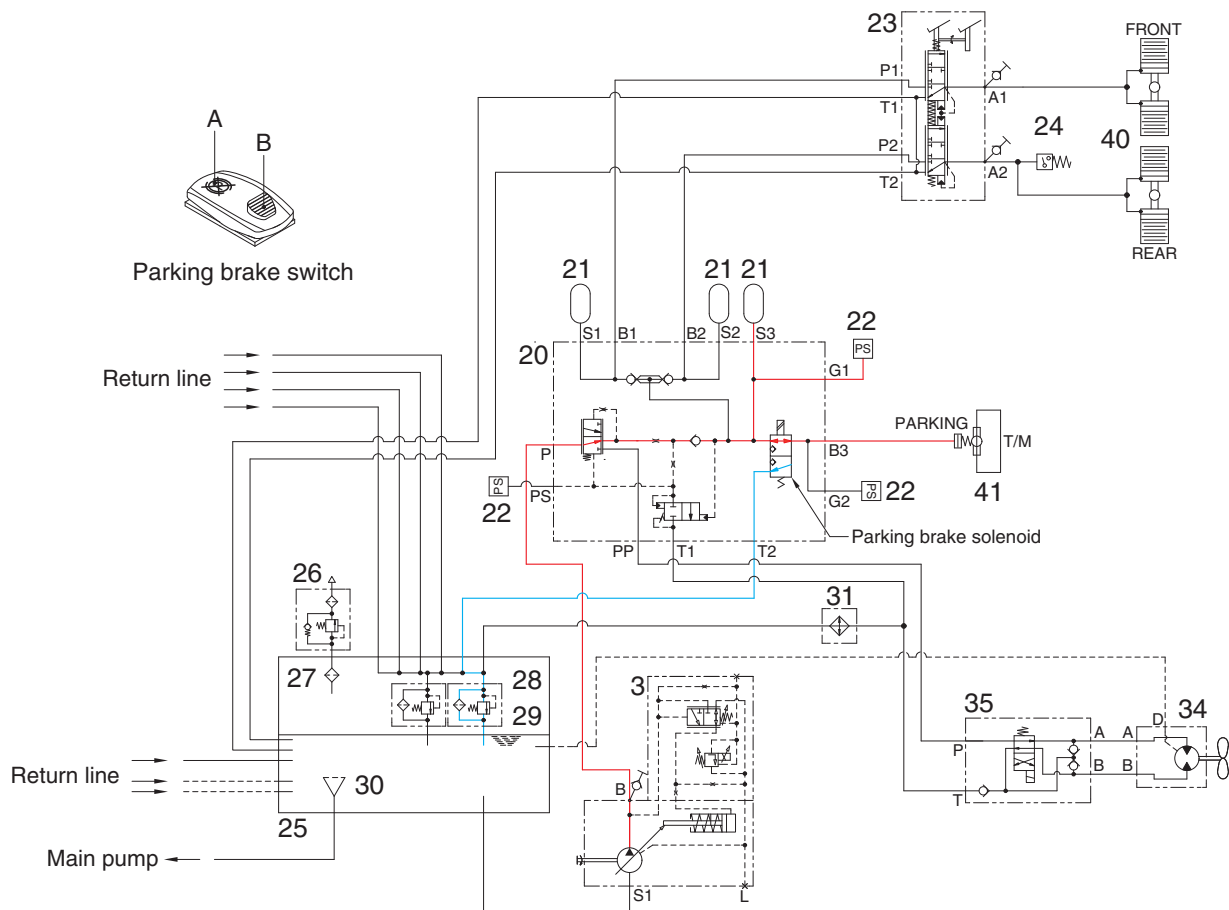 23
FRONT
P1
T1
A1
24
40
P2
T2
A2
REAR
A
B
Parking brake switch
21
21
21
S1
B1
B2
S2
S3
22
PS
20
G1
Return line
PARKING
T/M
P
B3
PS
22
PS
PS
22
G2
41
Parking brake solenoid
PP
T1
T2
26
31
27
28
29
3
35
34
D
A
A
P
B
B
T
Return line
30
B
25
Main pump
S1
L